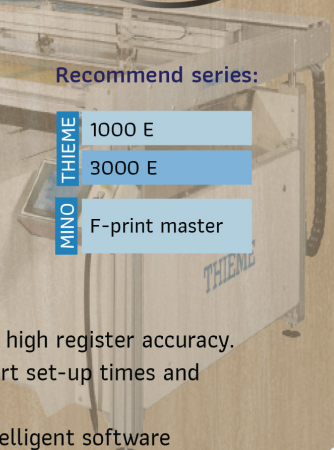 Recommend series:
THIEME
1000 E
3000 E
MINO
F-print master
THIEME
high register accuracy.
rt set-up times and
elligent software